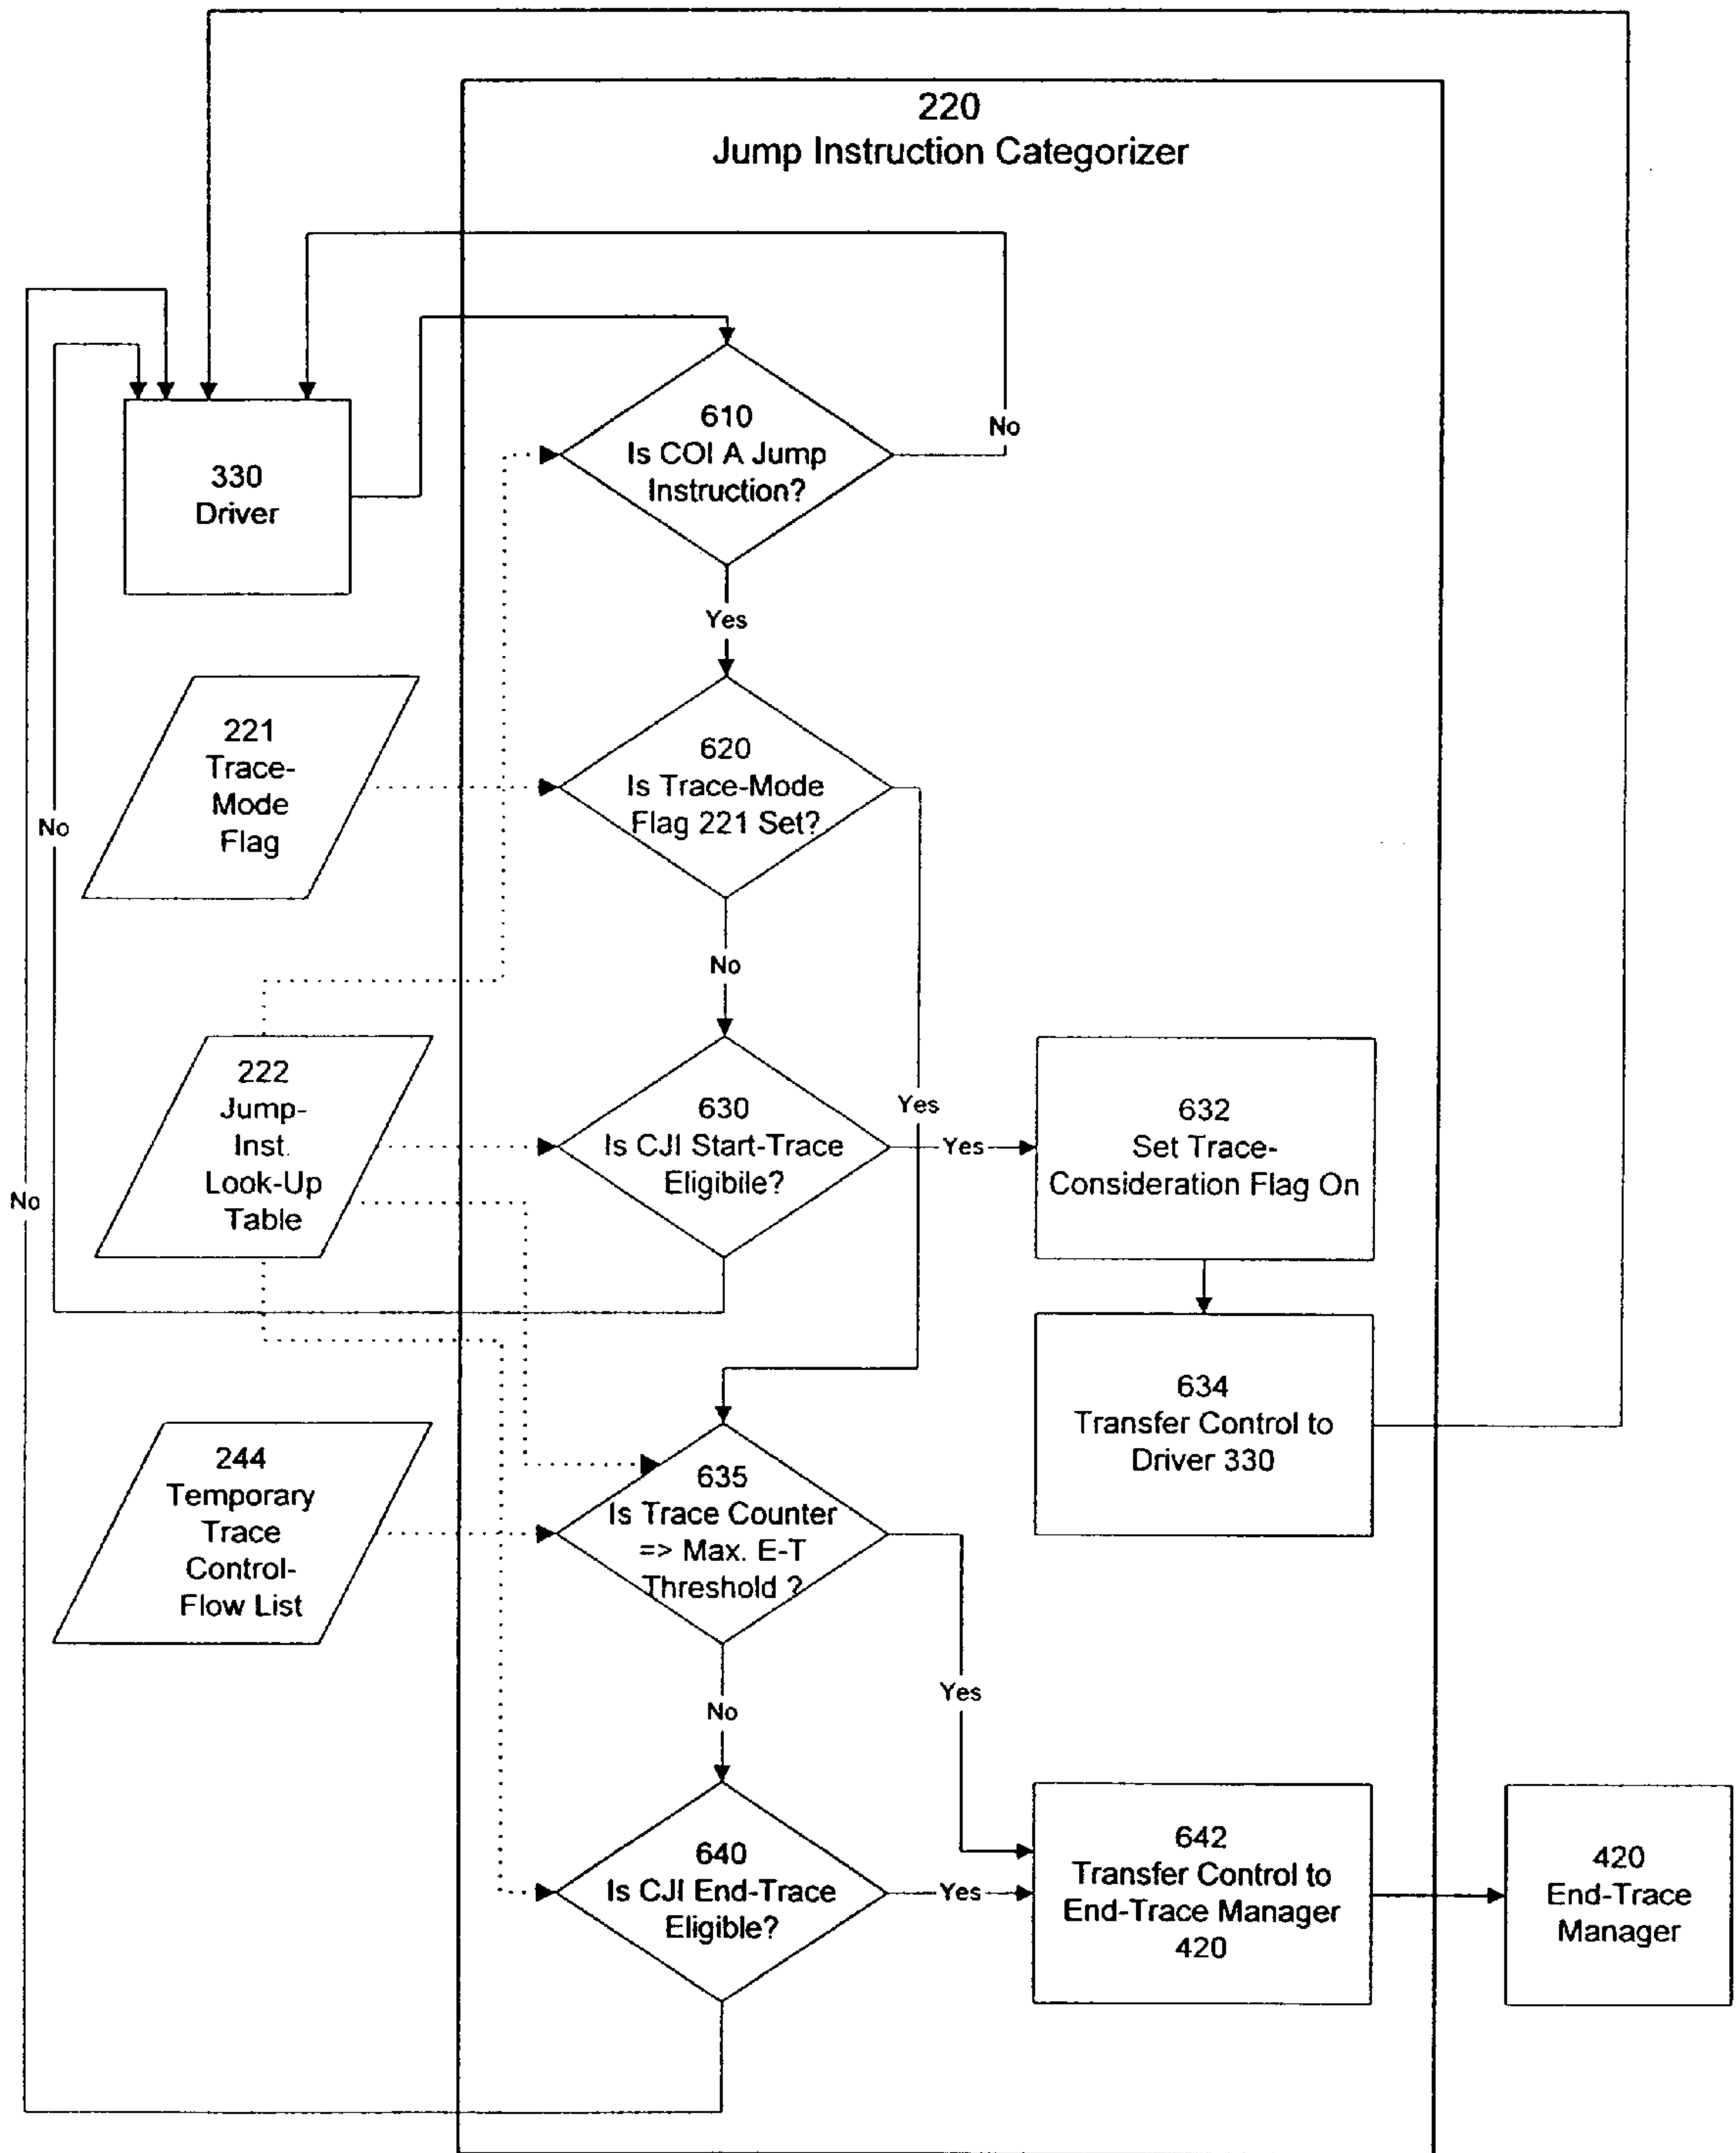 220
Jump Instruction Categorizer
610
Is COI A Jump
Instruction?
No
330
Driver
Yes
221
Trace-
Mode
Flag
620
Is Trace-Mode
Flag 221 Set?
No
No
222
Jump-
Inst.
Look-Up
Table
630
Is CJI Start-Trace
Eligibile?
Yes
Yes
632
Set Trace-
Consideration Flag On
No
634
Transfer Control to
Driver 330
244
Temporary
Trace
Control-
Flow List
635
Is Trace Counter
=> Max. E-T
Threshold ?
Yes
No
640
Is CJI End-Trace
Eligible?
Yes
642
Transfer Control to
End-Trace Manager
420
420
End-Trace
Manager